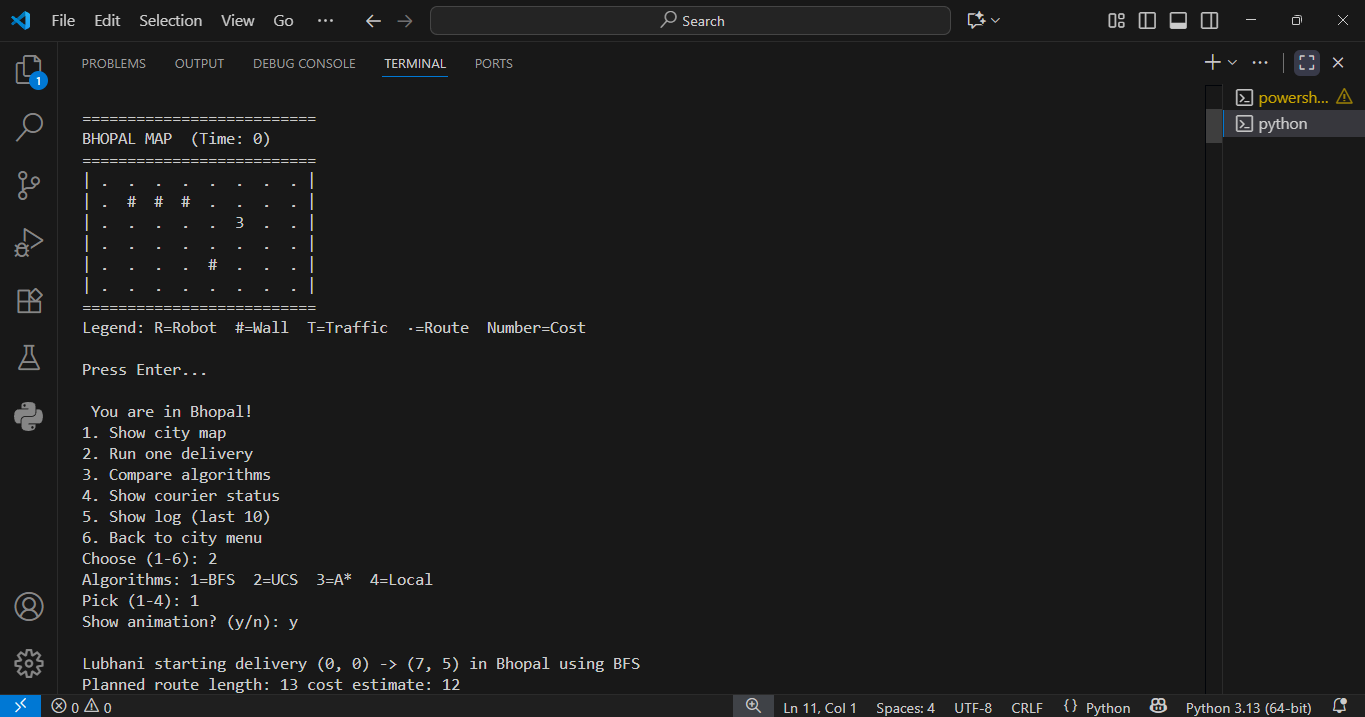 File Edit Selection View Go ··· Search
PROBLEMS OUTPUT DEBUG CONSOLE TERMINAL PORTS
1
powersh...
python
==========================
BHOPAL MAP  (Time: 0)
==========================
| .  .  .  .  .  .  .  . |
| .  #  #  #  .  .  .  . |
| .  .  .  .  .  3  .  . |
| .  .  .  .  .  .  .  . |
| .  .  .  .  #  .  .  . |
| .  .  .  .  .  .  .  . |
==========================
Legend: R=Robot  #=Wall  T=Traffic  ·=Route  Number=Cost
Press Enter...
You are in Bhopal!
1. Show city map
2. Run one delivery
3. Compare algorithms
4. Show courier status
5. Show log (last 10)
6. Back to city menu
Choose (1-6): 2
Algorithms: 1=BFS  2=UCS  3=A*  4=Local
Pick (1-4): 1
Show animation? (y/n): y
Lubhani starting delivery (0, 0) -> (7, 5) in Bhopal using BFS
Planned route length: 13 cost estimate: 12
0 0 Ln 11, Col 1 Spaces: 4 UTF-8 CRLF {} Python Python 3.13 (64-bit)